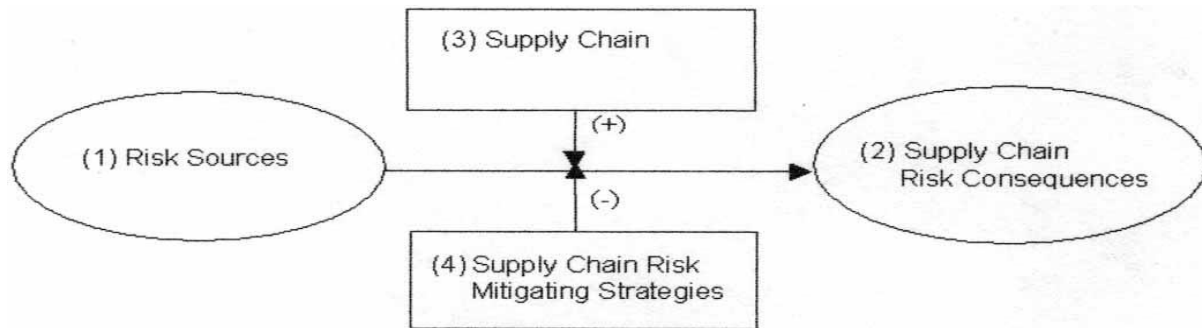 (3) Supply Chain
(+)
(1) Risk Sources
(2) Supply Chain
Risk Consequences
(-)
(4) Supply Chain Risk
Mitigating Strategies